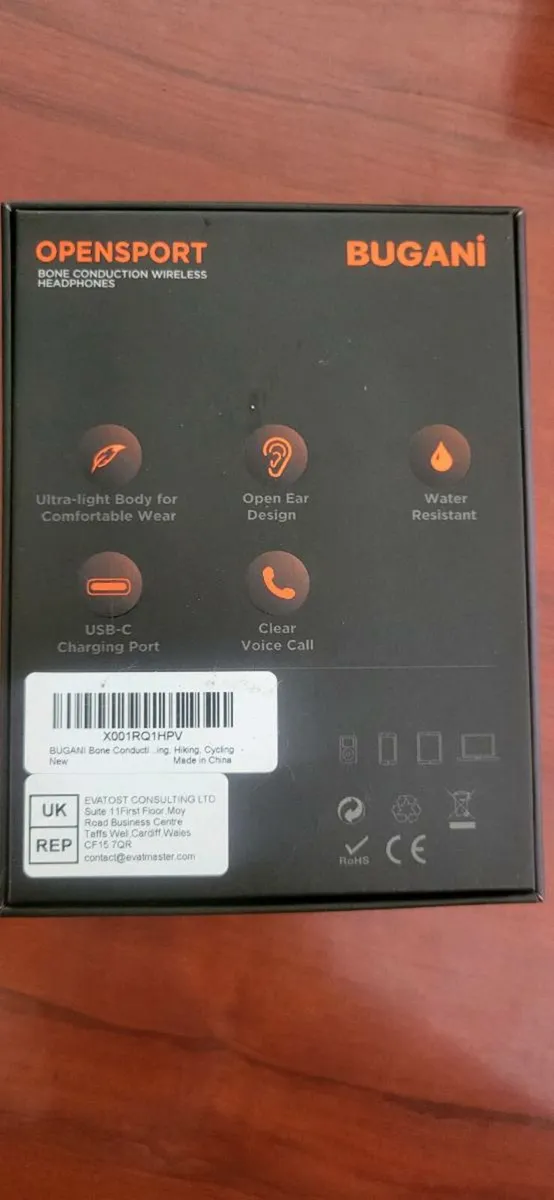 OPENSPORT
BONE CONDUCTION WIRELESS
HEADPHONES
BUGANi
Ultra-light Body for
Comfortable Wear
Open Ear
Design
Water
Resistant
USB-C
Charging Port
Clear
Voice Call
X001RQ1HPV
BUGANI Bone Conducti...ing, Hiking, Cycling -
New
Made in China
UK
REP
EVATOST CONSULTING LTD
Suite 11First Floor,Moy
Road Business Centre
Taffs Well,Cardiff,Wales
CF15 7QR
contact@evatmaster.com
RoHS
CE